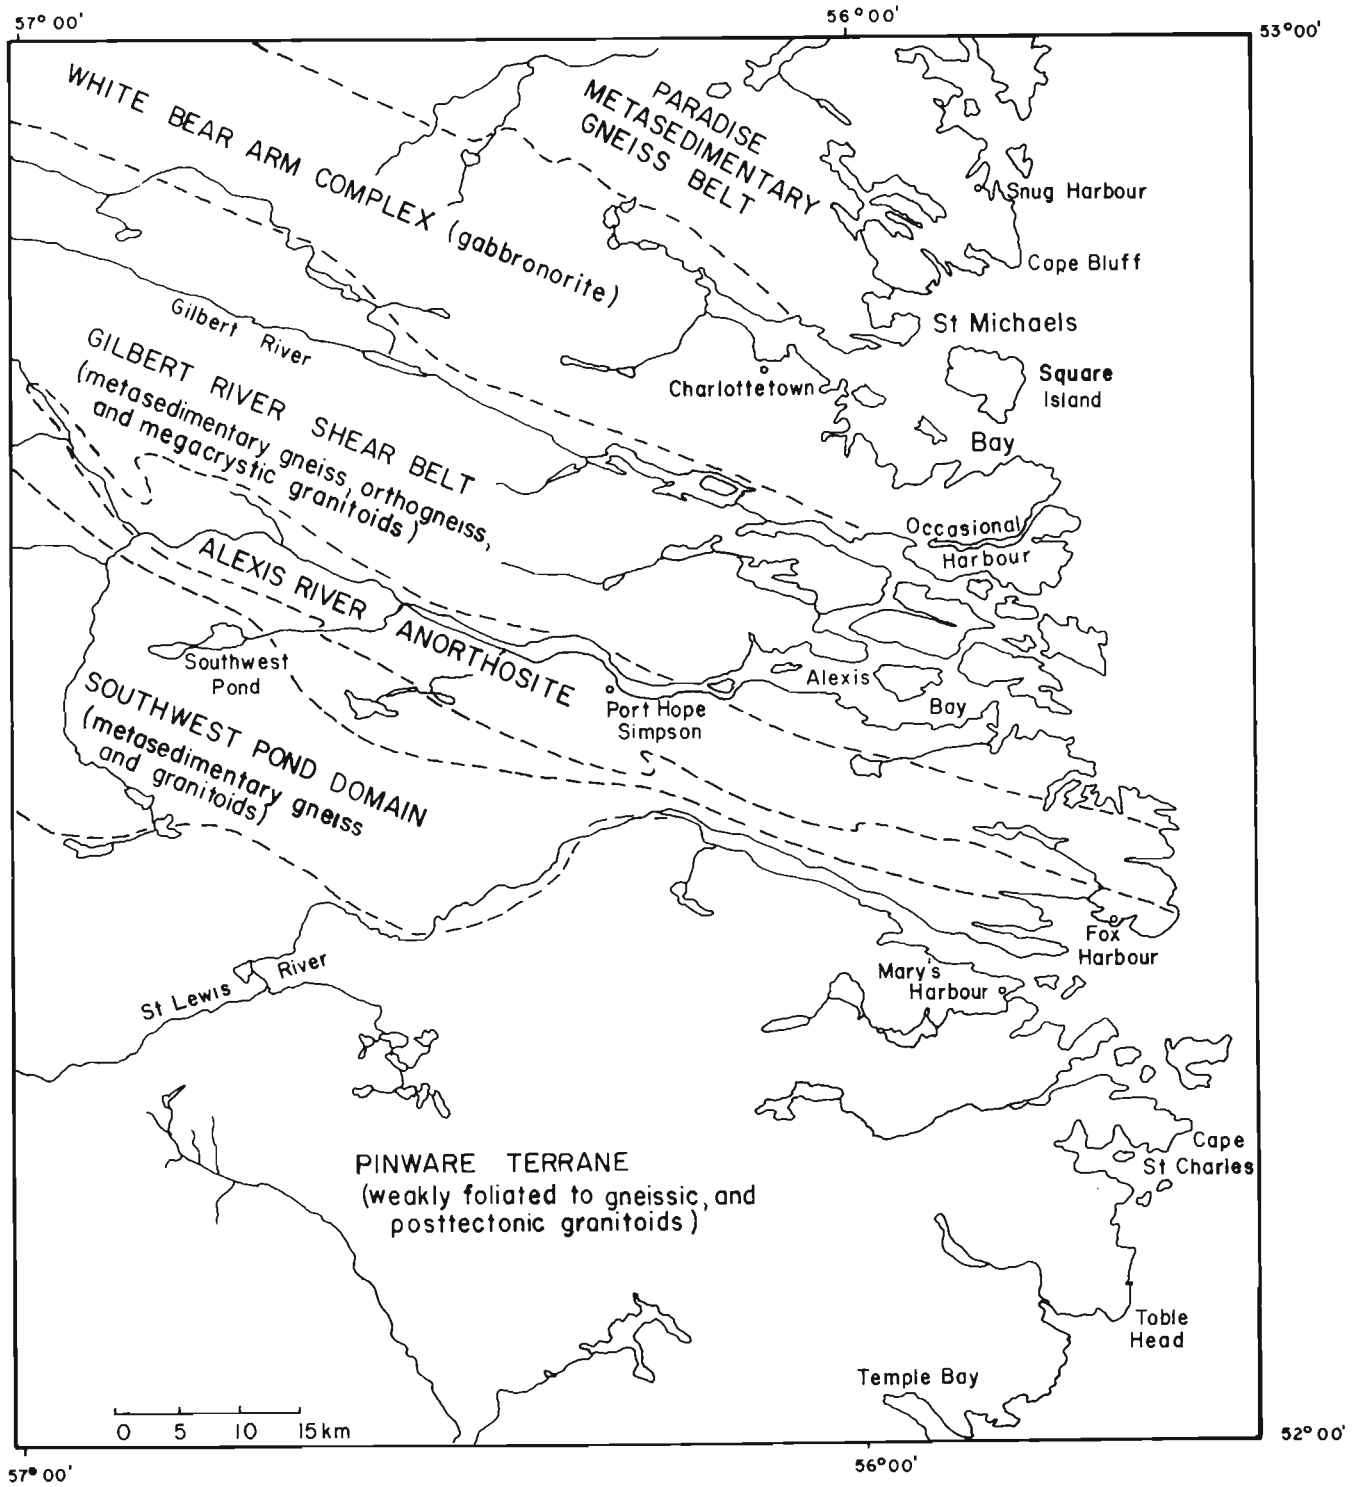 57° 00'
56° 00'
53° 00'
PARADISE
METASEDIMENTARY
GNEISS BELT
WHITE BEAR ARM COMPLEX (gabbronorite)
Snug Harbour
Cape Bluff
St Michaels
Square
Island
Bay
Charlottetown
Gilbert River
GILBERT RIVER SHEAR BELT
(metasedimentary gneiss, orthogneiss,
and megacrystic granitoids)
Occasional
Harbour
ALEXIS RIVER ANORTHOSITE
Southwest
Pond
Alexis
Bay
Port Hope
Simpson
SOUTHWEST POND DOMAIN
(metasedimentary gneiss
and granitoids)
Fox
Harbour
Mary's
Harbour
St Lewis River
Cape
St Charles
PINWARE TERRANE
(weakly foliated to gneissic, and
posttectonic granitoids)
Table
Head
Temple Bay
0 5 10 15 km
57° 00'
56° 00'
52° 00'